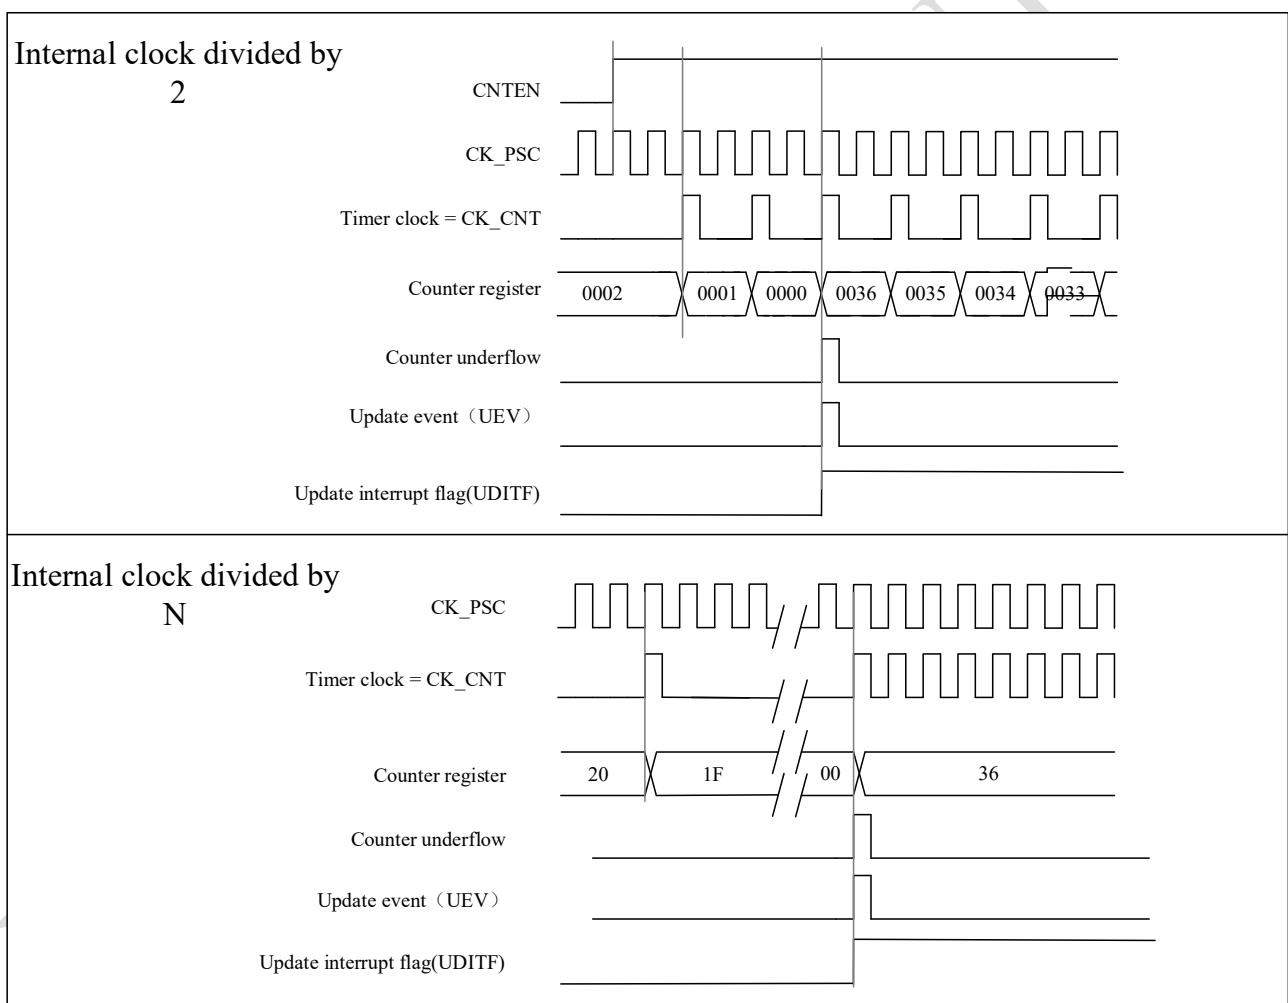 Internal clock divided by
2
CNTEN
CK_PSC
Timer clock = CK_CNT
Counter register 0002 0001 0000 0036 0035 0034 0033
Counter underflow
Update event（UEV）
Update interrupt flag(UDITF)
Internal clock divided by
N
CK_PSC
Timer clock = CK_CNT
Counter register 20 1F 00 36
Counter underflow
Update event（UEV）
Update interrupt flag(UDITF)